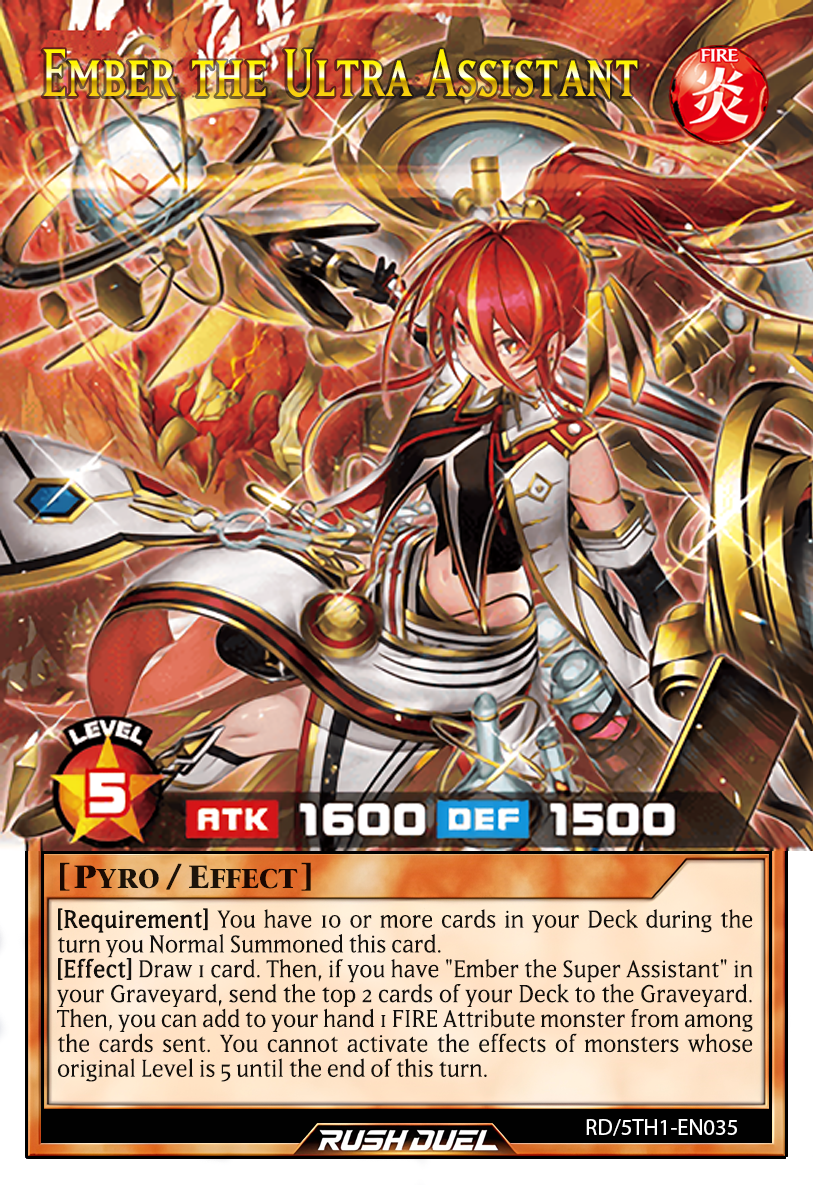 EMBER THE ULTRA ASSISTANT
FIRE
炎
LEVEL
5
ATK 1600 DEF 1500
[PYRO / EFFECT]
[Requirement] You have 10 or more cards in your Deck during the
turn you Normal Summoned this card.
[Effect] Draw 1 card. Then, if you have "Ember the Super Assistant" in
your Graveyard, send the top 2 cards of your Deck to the Graveyard.
Then, you can add to your hand 1 FIRE Attribute monster from among
the cards sent. You cannot activate the effects of monsters whose
original Level is 5 until the end of this turn.
RD/5TH1-EN035
RUSH DUEL